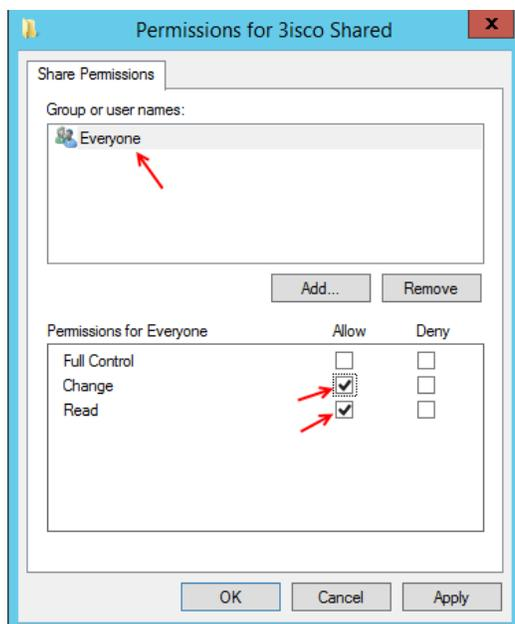 Permissions for 3isco Shared
x
Share Permissions
Group or user names:
Everyone
Add... Remove
Permissions for Everyone Allow Deny
Full Control
Change
Read
OK Cancel Apply